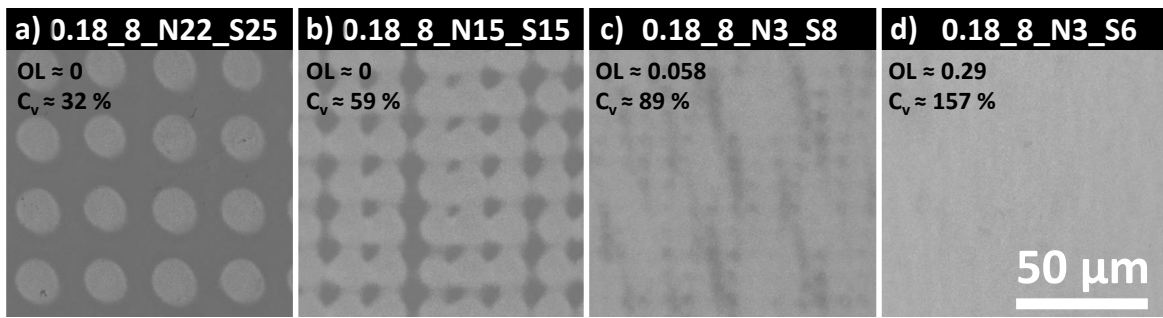 a) 0.18_8_N22_S25
OL ≈ 0
Cᵥ ≈ 32 %
b) 0.18_8_N15_S15
OL ≈ 0
Cᵥ ≈ 59 %
c) 0.18_8_N3_S8
OL ≈ 0.058
Cᵥ ≈ 89 %
d) 0.18_8_N3_S6
OL ≈ 0.29
Cᵥ ≈ 157 %
50 µm